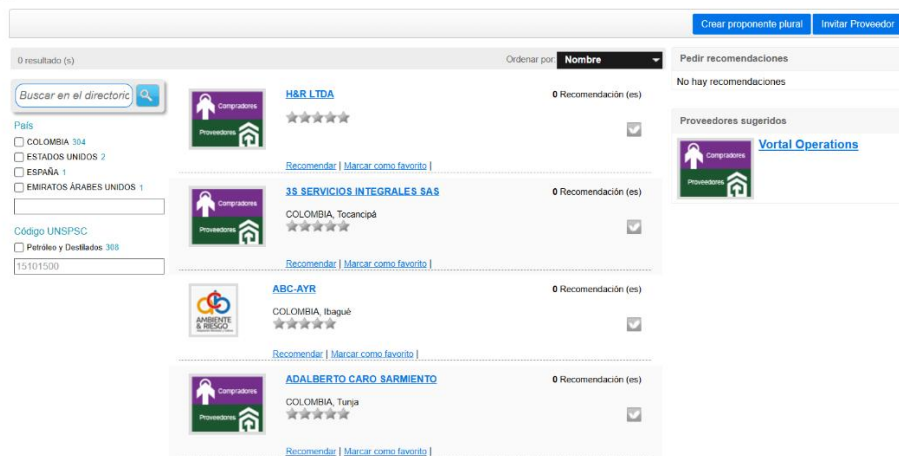 Crear proponente plural
Invitar Proveedor
0 resultado (s)
Ordenar por: Nombre
Buscar en el directoric
País
COLOMBIA 304
ESTADOS UNIDOS 2
ESPAÑA 1
EMIRATOS ÁRABES UNIDOS 1
Código UNSPSC
Petróleo y Destilados 308
15101500
Compradores
Proveedores
H&R LTDA
0 Recomendación (es)
Recomendar | Marcar como favorito |
Compradores
Proveedores
3S SERVICIOS INTEGRALES SAS
0 Recomendación (es)
COLOMBIA, Tocancipá
Recomendar | Marcar como favorito |
AMBIENTE
& RIESGO
ABC-AYR
0 Recomendación (es)
COLOMBIA, Ibagué
Recomendar | Marcar como favorito |
Compradores
Proveedores
ADALBERTO CARO SARMIENTO
0 Recomendación (es)
COLOMBIA, Tunja
Recomendar | Marcar como favorito |
Pedir recomendaciones
No hay recomendaciones
Proveedores sugeridos
Compradores
Proveedores
Vortal Operations